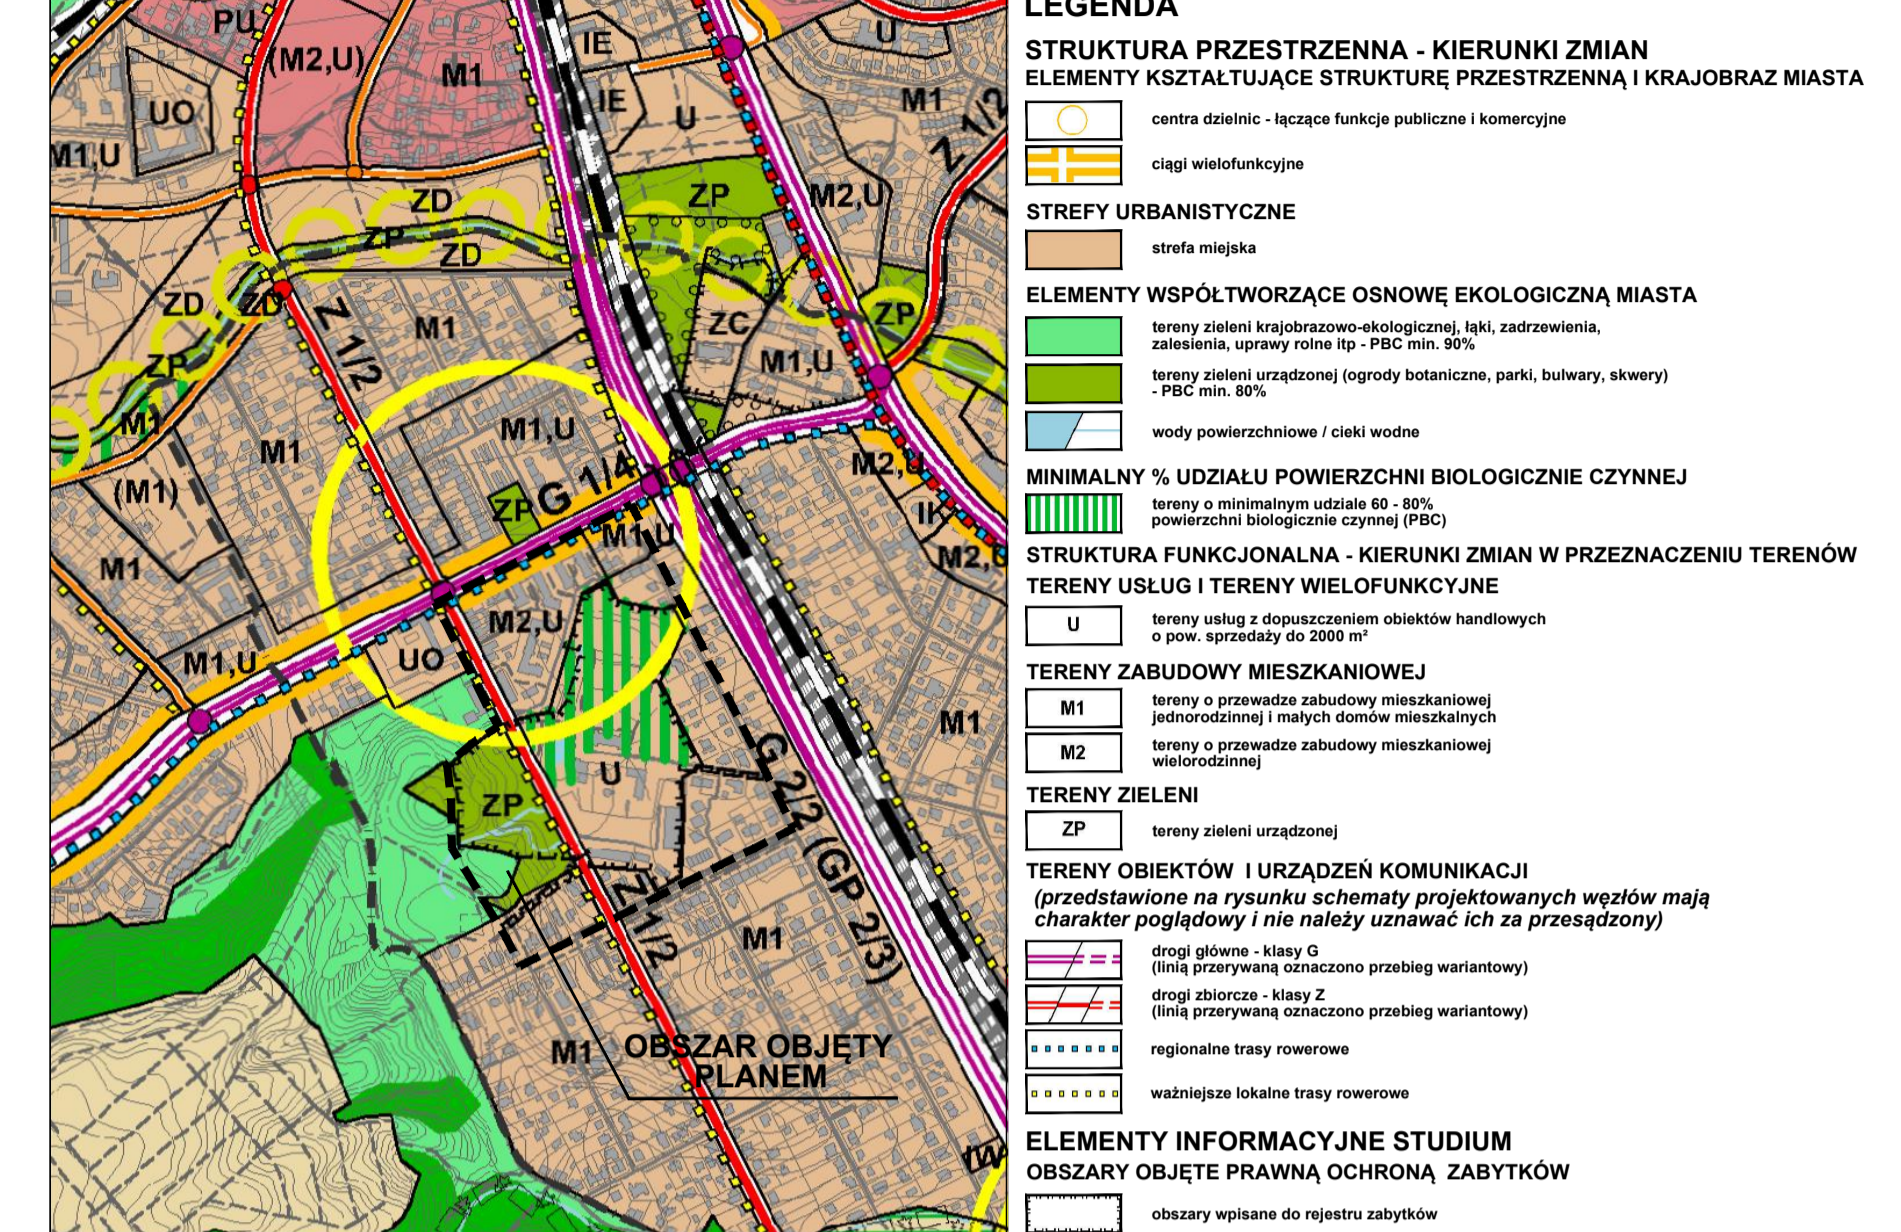 PU
(M2,U)
M1
IE
U
UO
IE
U
M1
Z 1/2
M1,U
ZD
ZP
M2,U
ZP
ZD
ZD
ZD
Z 1/2
M1
ZC
ZP
M1,U
ZP
M1
M1
M1,U
(M1)
G 1/4
ZP
M2,U
M1,U
M1
M2,U
M1,U
UO
M1
U
G 2/2 (GP 2/3)
ZP
Z 1/2
M1
M1
OBSZAR OBJĘTY
PLANEM
LEGENDA
STRUKTURA PRZESTRZENNA - KIERUNKI ZMIAN
ELEMENTY KSZTAŁTUJĄCE STRUKTURĘ PRZESTRZENNĄ I KRAJOBRAZ MIASTA
centra dzielnic - łączące funkcje publiczne i komercyjne
ciągi wielofunkcyjne
STREFY URBANISTYCZNE
strefa miejska
ELEMENTY WSPÓŁTWORZĄCE OSNOWĘ EKOLOGICZNĄ MIASTA
tereny zieleni krajobrazowo-ekologicznej, łąki, zadrzewienia,
zalesienia, uprawy rolne itp - PBC min. 90%
tereny zieleni urządzonej (ogrody botaniczne, parki, bulwary, skwery)
- PBC min. 80%
wody powierzchniowe / cieki wodne
MINIMALNY % UDZIAŁU POWIERZCHNI BIOLOGICZNIE CZYNNEJ
tereny o minimalnym udziale 60 - 80%
powierzchni biologicznie czynnej (PBC)
STRUKTURA FUNKCJONALNA - KIERUNKI ZMIAN W PRZEZNACZENIU TERENÓW
TERENY USŁUG I TERENY WIELOFUNKCYJNE
U
tereny usług z dopuszczeniem obiektów handlowych
o pow. sprzedaży do 2000 m²
TERENY ZABUDOWY MIESZKANIOWEJ
M1
tereny o przewadze zabudowy mieszkaniowej
jednorodzinnej i małych domów mieszkalnych
M2
tereny o przewadze zabudowy mieszkaniowej
wielorodzinnej
TERENY ZIELENI
ZP
tereny zieleni urządzonej
TERENY OBIEKTÓW I URZĄDZEŃ KOMUNIKACJI
(przedstawione na rysunku schematy projektowanych węzłów mają
charakter poglądowy i nie należy uznawać ich za przesądzony)
drogi główne - klasy G
(linią przerywaną oznaczono przebieg wariantowy)
drogi zbiorcze - klasy Z
(linią przerywaną oznaczono przebieg wariantowy)
regionalne trasy rowerowe
ważniejsze lokalne trasy rowerowe
ELEMENTY INFORMACYJNE STUDIUM
OBSZARY OBJĘTE PRAWNĄ OCHRONĄ ZABYTKÓW
obszary wpisane do rejestru zabytków